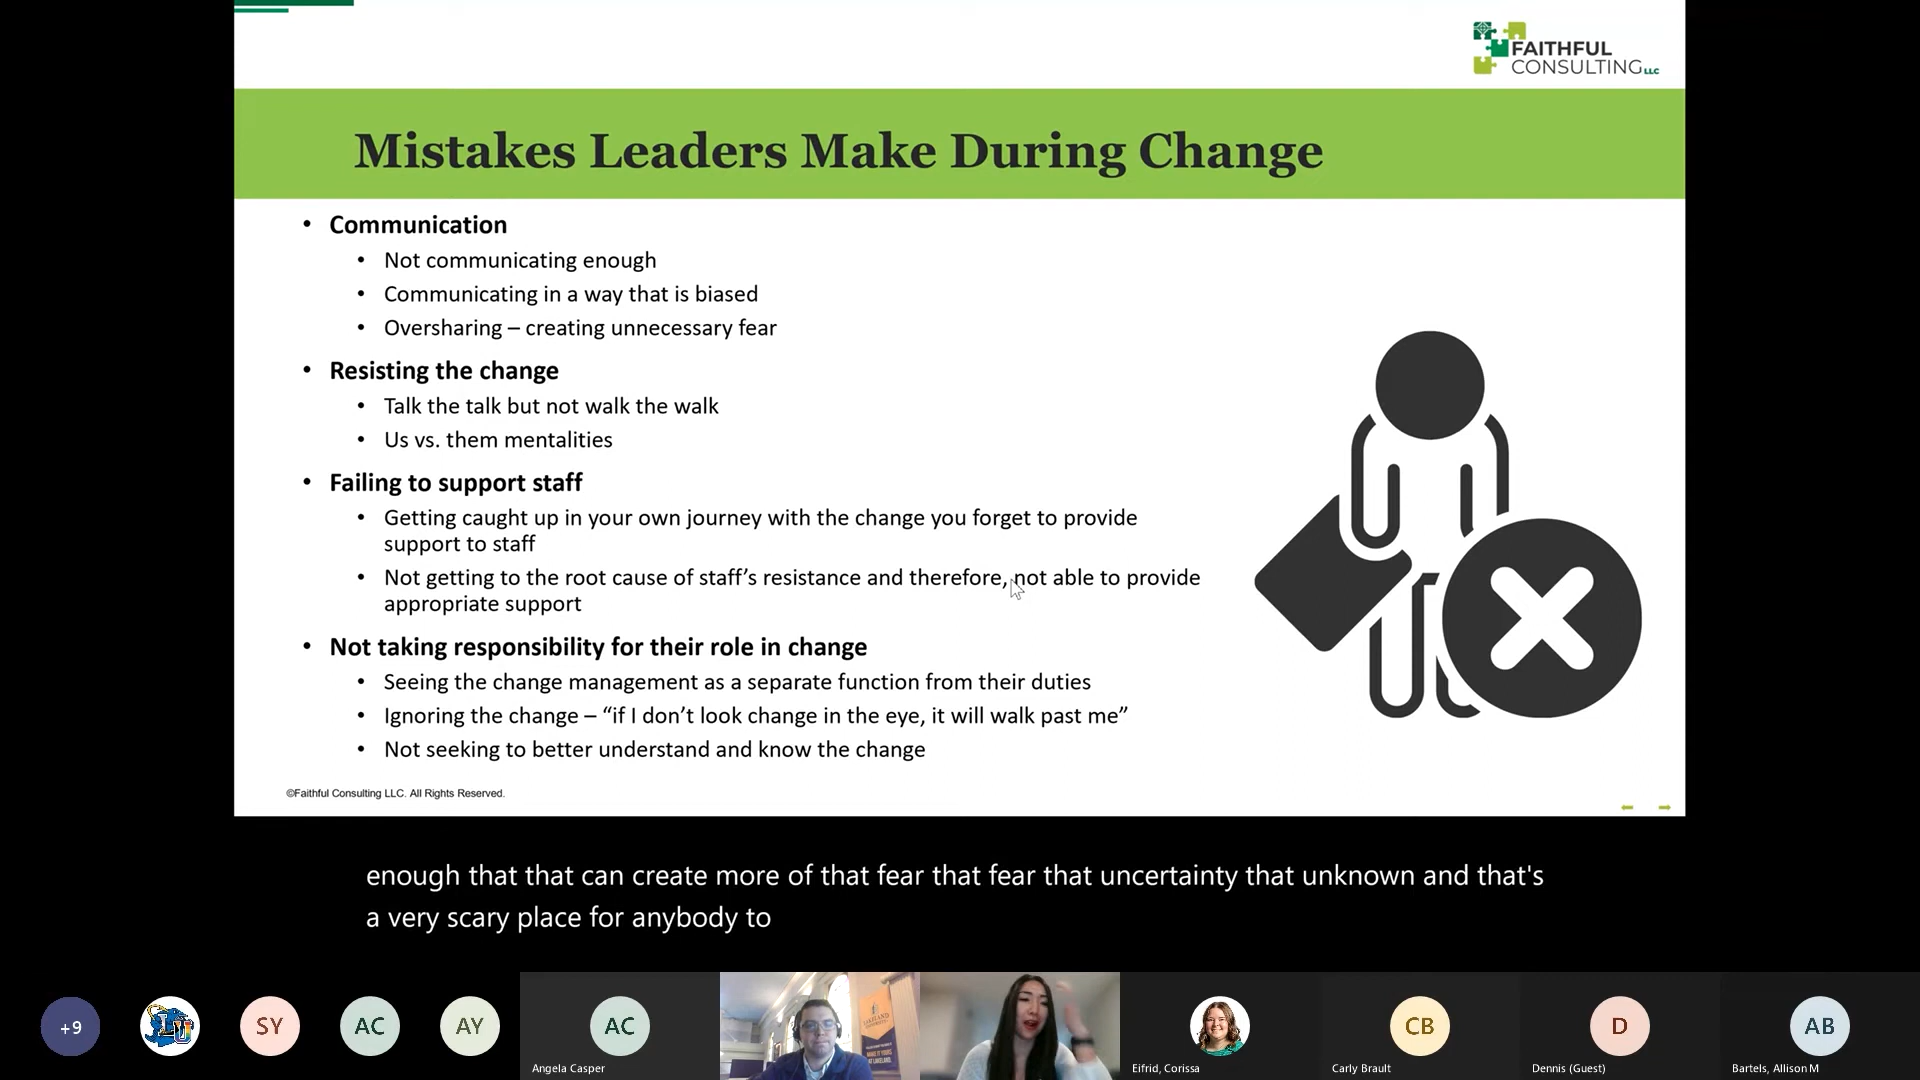 FAITHFUL
CONSULTING LLC
Mistakes Leaders Make During Change
• Communication
• Not communicating enough
• Communicating in a way that is biased
• Oversharing – creating unnecessary fear
• Resisting the change
• Talk the talk but not walk the walk
• Us vs. them mentalities
• Failing to support staff
• Getting caught up in your own journey with the change you forget to provide
support to staff
• Not getting to the root cause of staff’s resistance and therefore, not able to provide
appropriate support
• Not taking responsibility for their role in change
• Seeing the change management as a separate function from their duties
• Ignoring the change – “if I don’t look change in the eye, it will walk past me”
• Not seeking to better understand and know the change
©Faithful Consulting LLC. All Rights Reserved.
enough that that can create more of that fear that fear that uncertainty that unknown and that's
a very scary place for anybody to
+9
LU
SY
AC
AY
AC
Angela Casper
LAKELAND
Eifrid, Corissa
CB
Carly Brault
D
Dennis (Guest)
AB
Bartels, Allison M